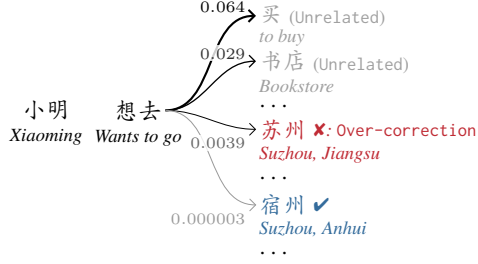 0.064
买 (Unrelated)
to buy
0.029
书店 (Unrelated)
Bookstore
...
小明 想去
Xiaoming Wants to go
0.0039
苏州 ✘: Over-correction
Suzhou, Jiangsu
...
0.000003
宿州 ✔
Suzhou, Anhui
...